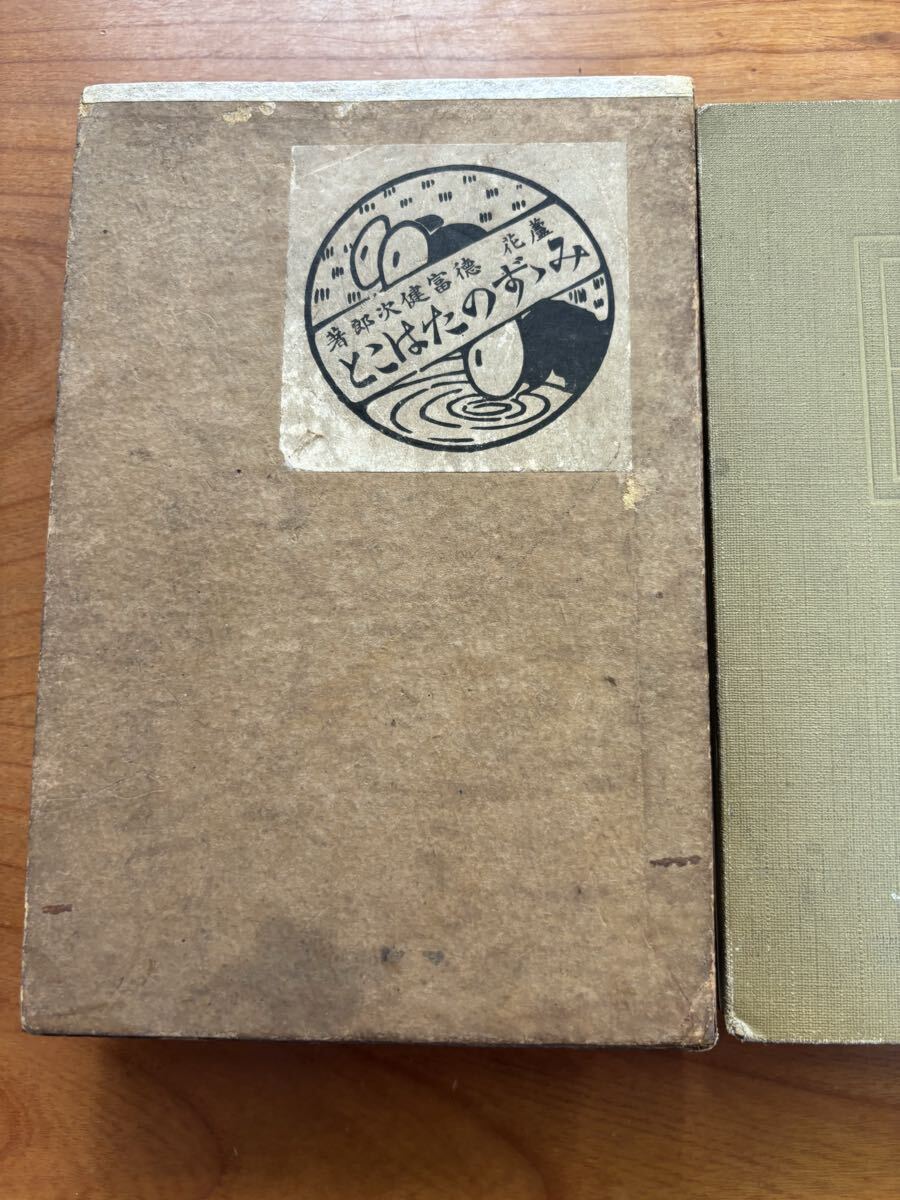 蘆花 徳富健次郎著
みゝずのたはこと